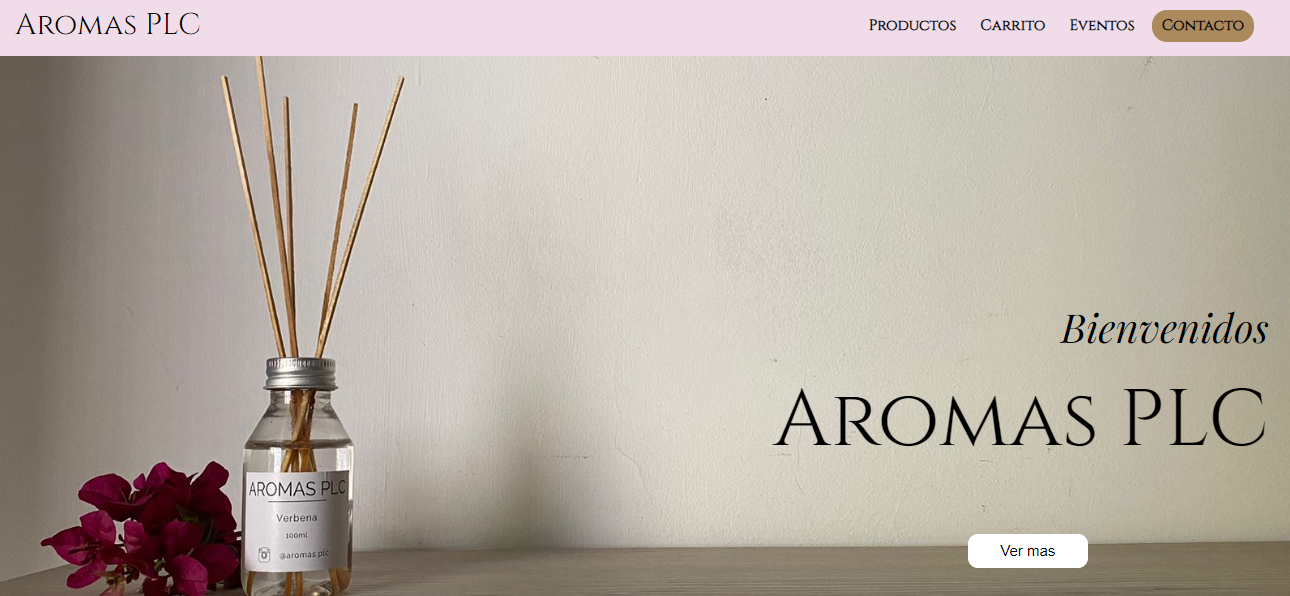 Aromas PLC
Productos Carrito Eventos Contacto
Bienvenidos
Aromas PLC
AROMAS PLC
Verbena
100ml
@aromas.plc
Ver mas